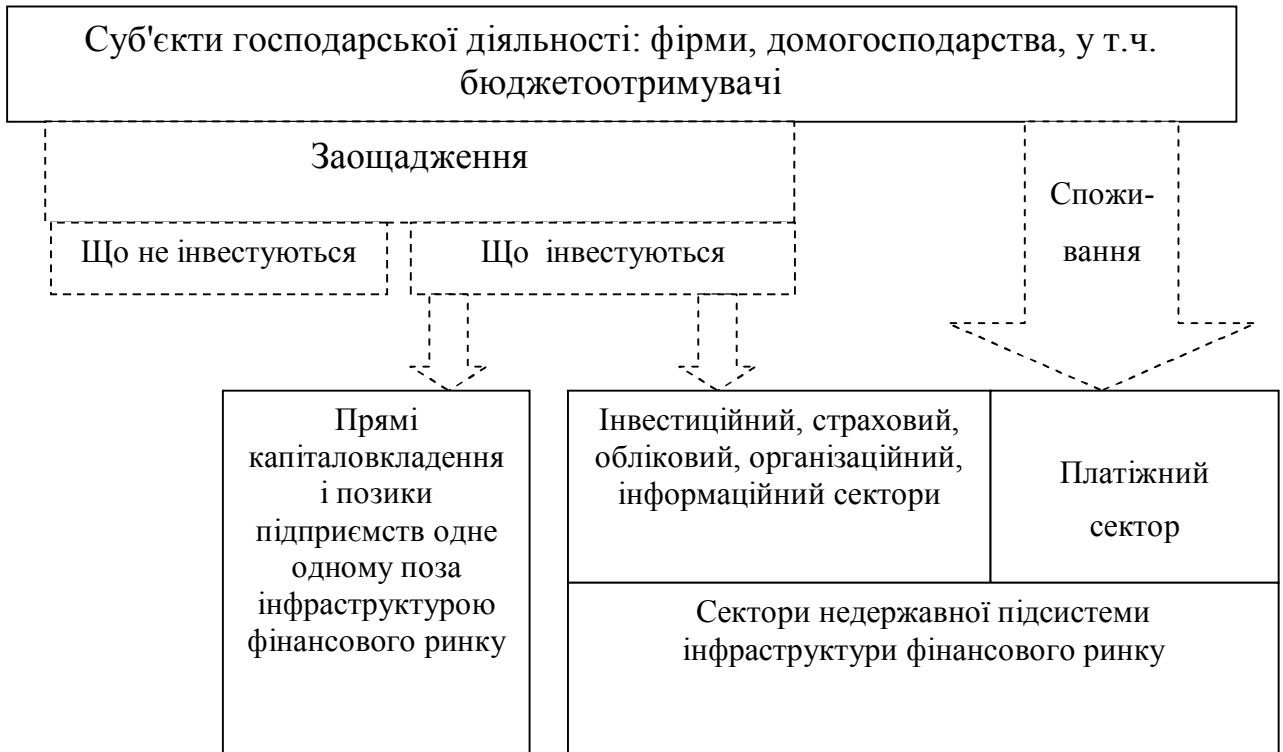 Суб'єкти господарської діяльності: фірми, домогосподарства, у т.ч.
бюджетоотримувачі
Заощадження
Спожи-
вання
Що не інвестуються
Що інвестуються
Прямі
капіталовкладення
і позики
підприємств одне
одному поза
інфраструктурою
фінансового ринку
Інвестиційний, страховий,
обліковий, організаційний,
інформаційний сектори
Платіжний
сектор
Сектори недержавної підсистеми
інфраструктури фінансового ринку